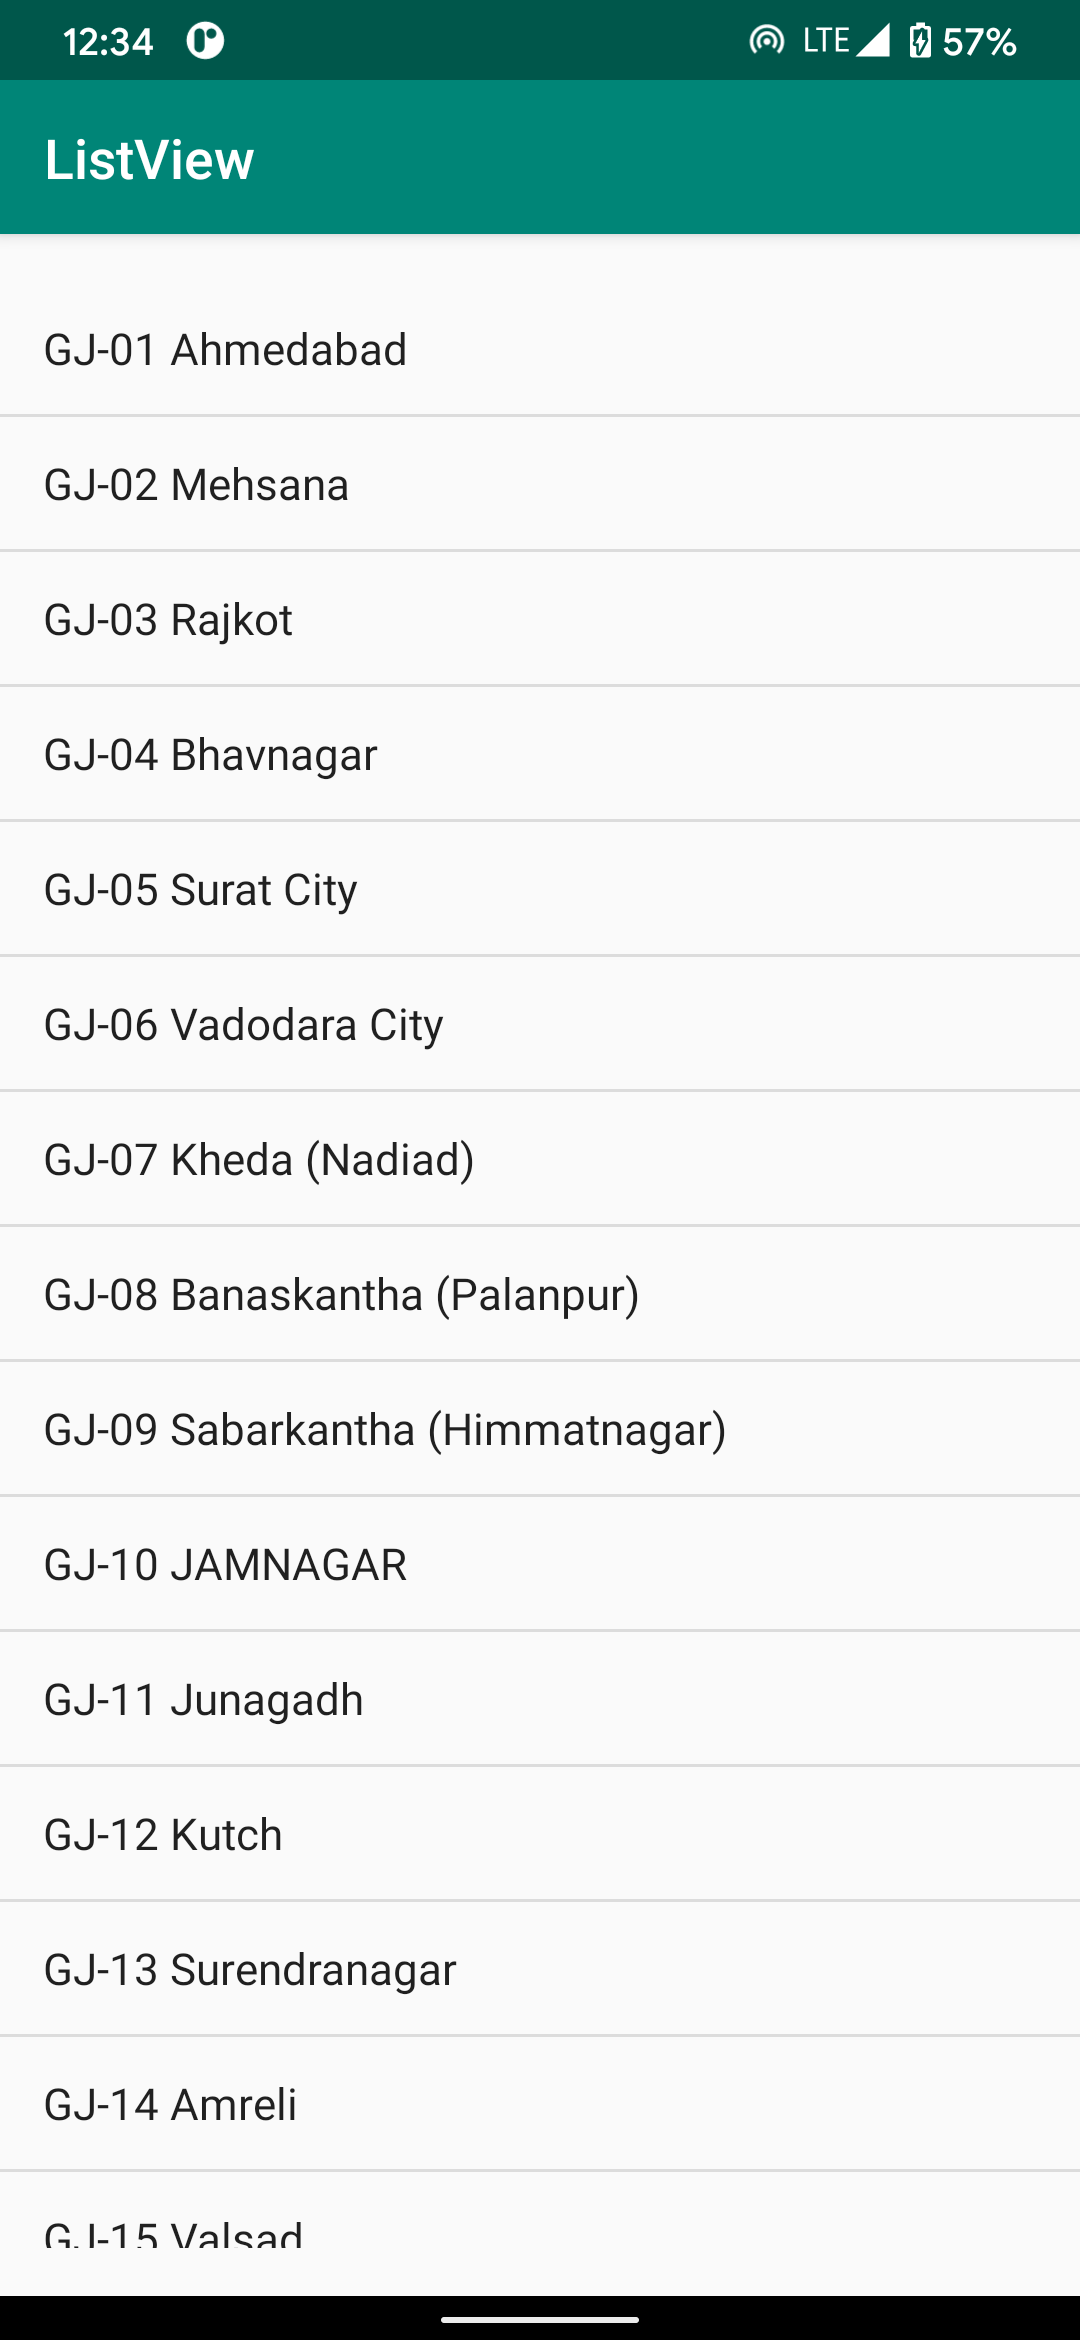 12:34 LTE 57%
ListView
GJ-01 Ahmedabad
GJ-02 Mehsana
GJ-03 Rajkot
GJ-04 Bhavnagar
GJ-05 Surat City
GJ-06 Vadodara City
GJ-07 Kheda (Nadiad)
GJ-08 Banaskantha (Palanpur)
GJ-09 Sabarkantha (Himmatnagar)
GJ-10 JAMNAGAR
GJ-11 Junagadh
GJ-12 Kutch
GJ-13 Surendranagar
GJ-14 Amreli
GJ-15 Valsad